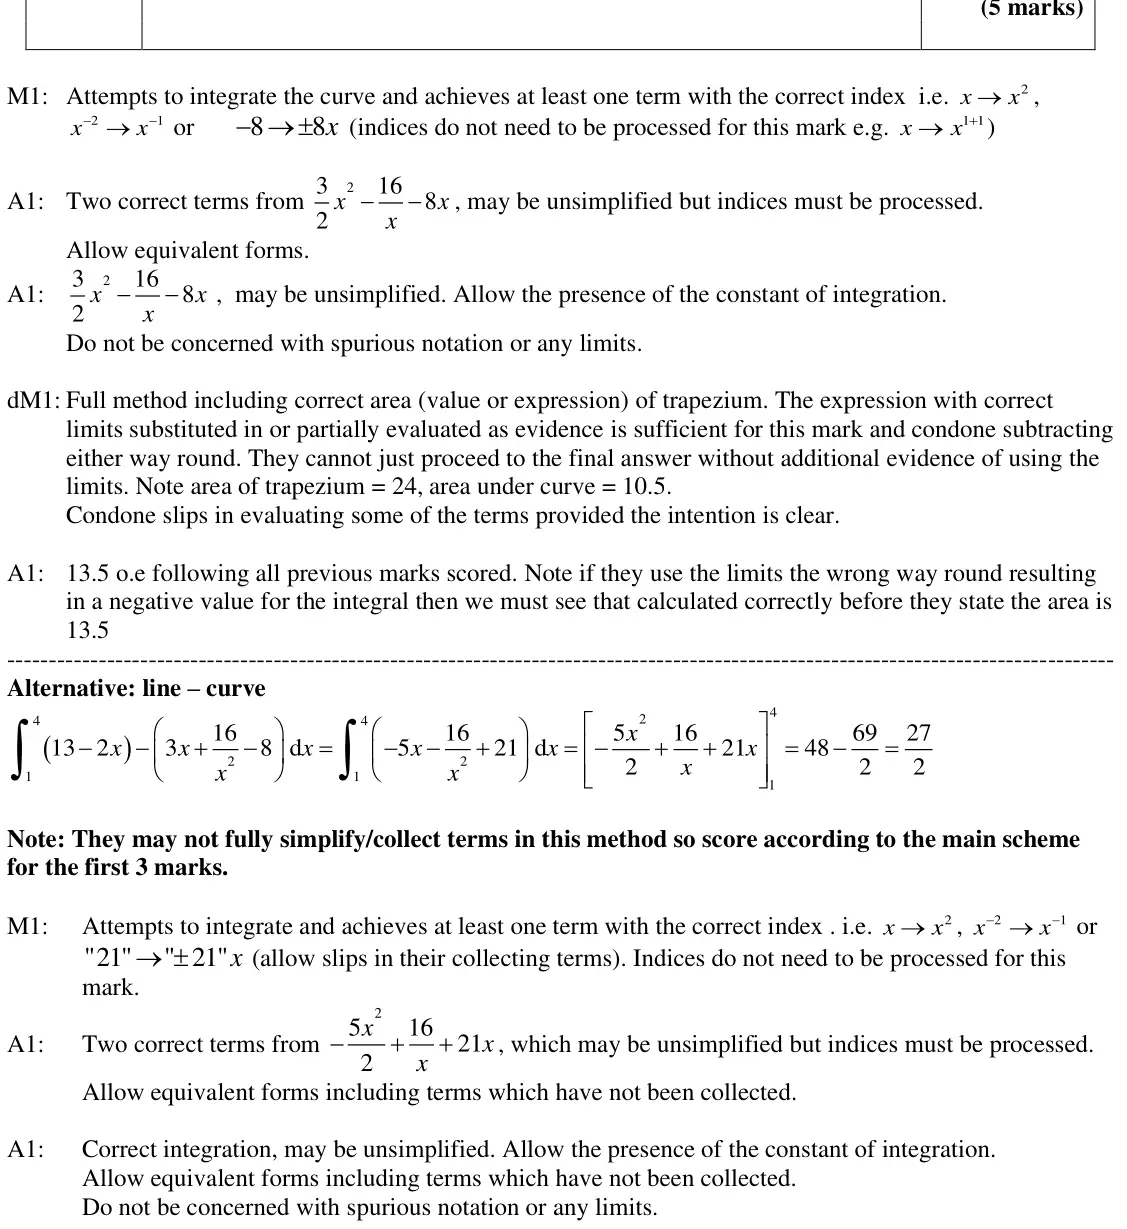 (5 marks)
M1: Attempts to integrate the curve and achieves at least one term with the correct index i.e. x → x²,
x⁻² → x⁻¹ or −8 → ±8x (indices do not need to be processed for this mark e.g. x → x¹⁺¹)
A1: Two correct terms from 3/2 x² − 16/x − 8x, may be unsimplified but indices must be processed.
Allow equivalent forms.
A1: 3/2 x² − 16/x − 8x , may be unsimplified. Allow the presence of the constant of integration.
Do not be concerned with spurious notation or any limits.
dM1: Full method including correct area (value or expression) of trapezium. The expression with correct
limits substituted in or partially evaluated as evidence is sufficient for this mark and condone subtracting
either way round. They cannot just proceed to the final answer without additional evidence of using the
limits. Note area of trapezium = 24, area under curve = 10.5.
Condone slips in evaluating some of the terms provided the intention is clear.
A1: 13.5 o.e following all previous marks scored. Note if they use the limits the wrong way round resulting
in a negative value for the integral then we must see that calculated correctly before they state the area is
13.5
Alternative: line – curve
∫₁⁴ (13 − 2x) − (3x + 16/x² − 8) dx = ∫₁⁴ (−5x − 16/x² + 21) dx = [−5x²/2 + 16/x + 21x]₁⁴ = 48 − 69/2 = 27/2
Note: They may not fully simplify/collect terms in this method so score according to the main scheme
for the first 3 marks.
M1: Attempts to integrate and achieves at least one term with the correct index . i.e. x → x², x⁻² → x⁻¹ or
"21" → "± 21" x (allow slips in their collecting terms). Indices do not need to be processed for this
mark.
A1: Two correct terms from −5x²/2 + 16/x + 21x, which may be unsimplified but indices must be processed.
Allow equivalent forms including terms which have not been collected.
A1: Correct integration, may be unsimplified. Allow the presence of the constant of integration.
Allow equivalent forms including terms which have not been collected.
Do not be concerned with spurious notation or any limits.